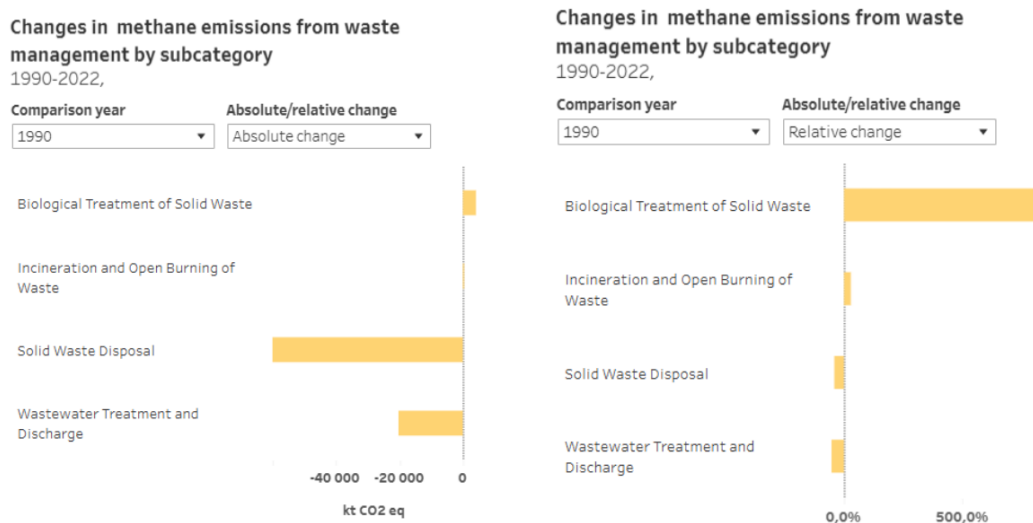 Changes in methane emissions from waste
management by subcategory
1990-2022,
Comparison year
Absolute/relative change
1990
Absolute change
Biological Treatment of Solid Waste
Incineration and Open Burning of
Waste
Solid Waste Disposal
Wastewater Treatment and
Discharge
-40 000
-20 000
0
kt CO2 eq
Changes in methane emissions from waste
management by subcategory
1990-2022,
Comparison year
Absolute/relative change
1990
Relative change
Biological Treatment of Solid Waste
Incineration and Open Burning of
Waste
Solid Waste Disposal
Wastewater Treatment and
Discharge
0,0%
500,0%